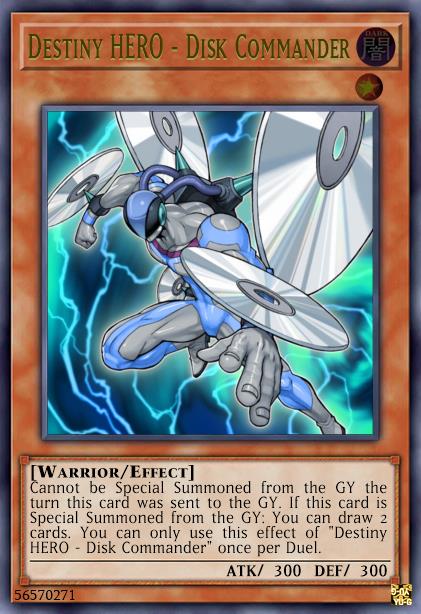 Destiny HERO - Disk Commander
DARK
闇
[Warrior/Effect]
Cannot be Special Summoned from the GY the
turn this card was sent to the GY. If this card is
Special Summoned from the GY: You can draw 2
cards. You can only use this effect of "Destiny
HERO - Disk Commander" once per Duel.
ATK/ 300 DEF/ 300
56570271